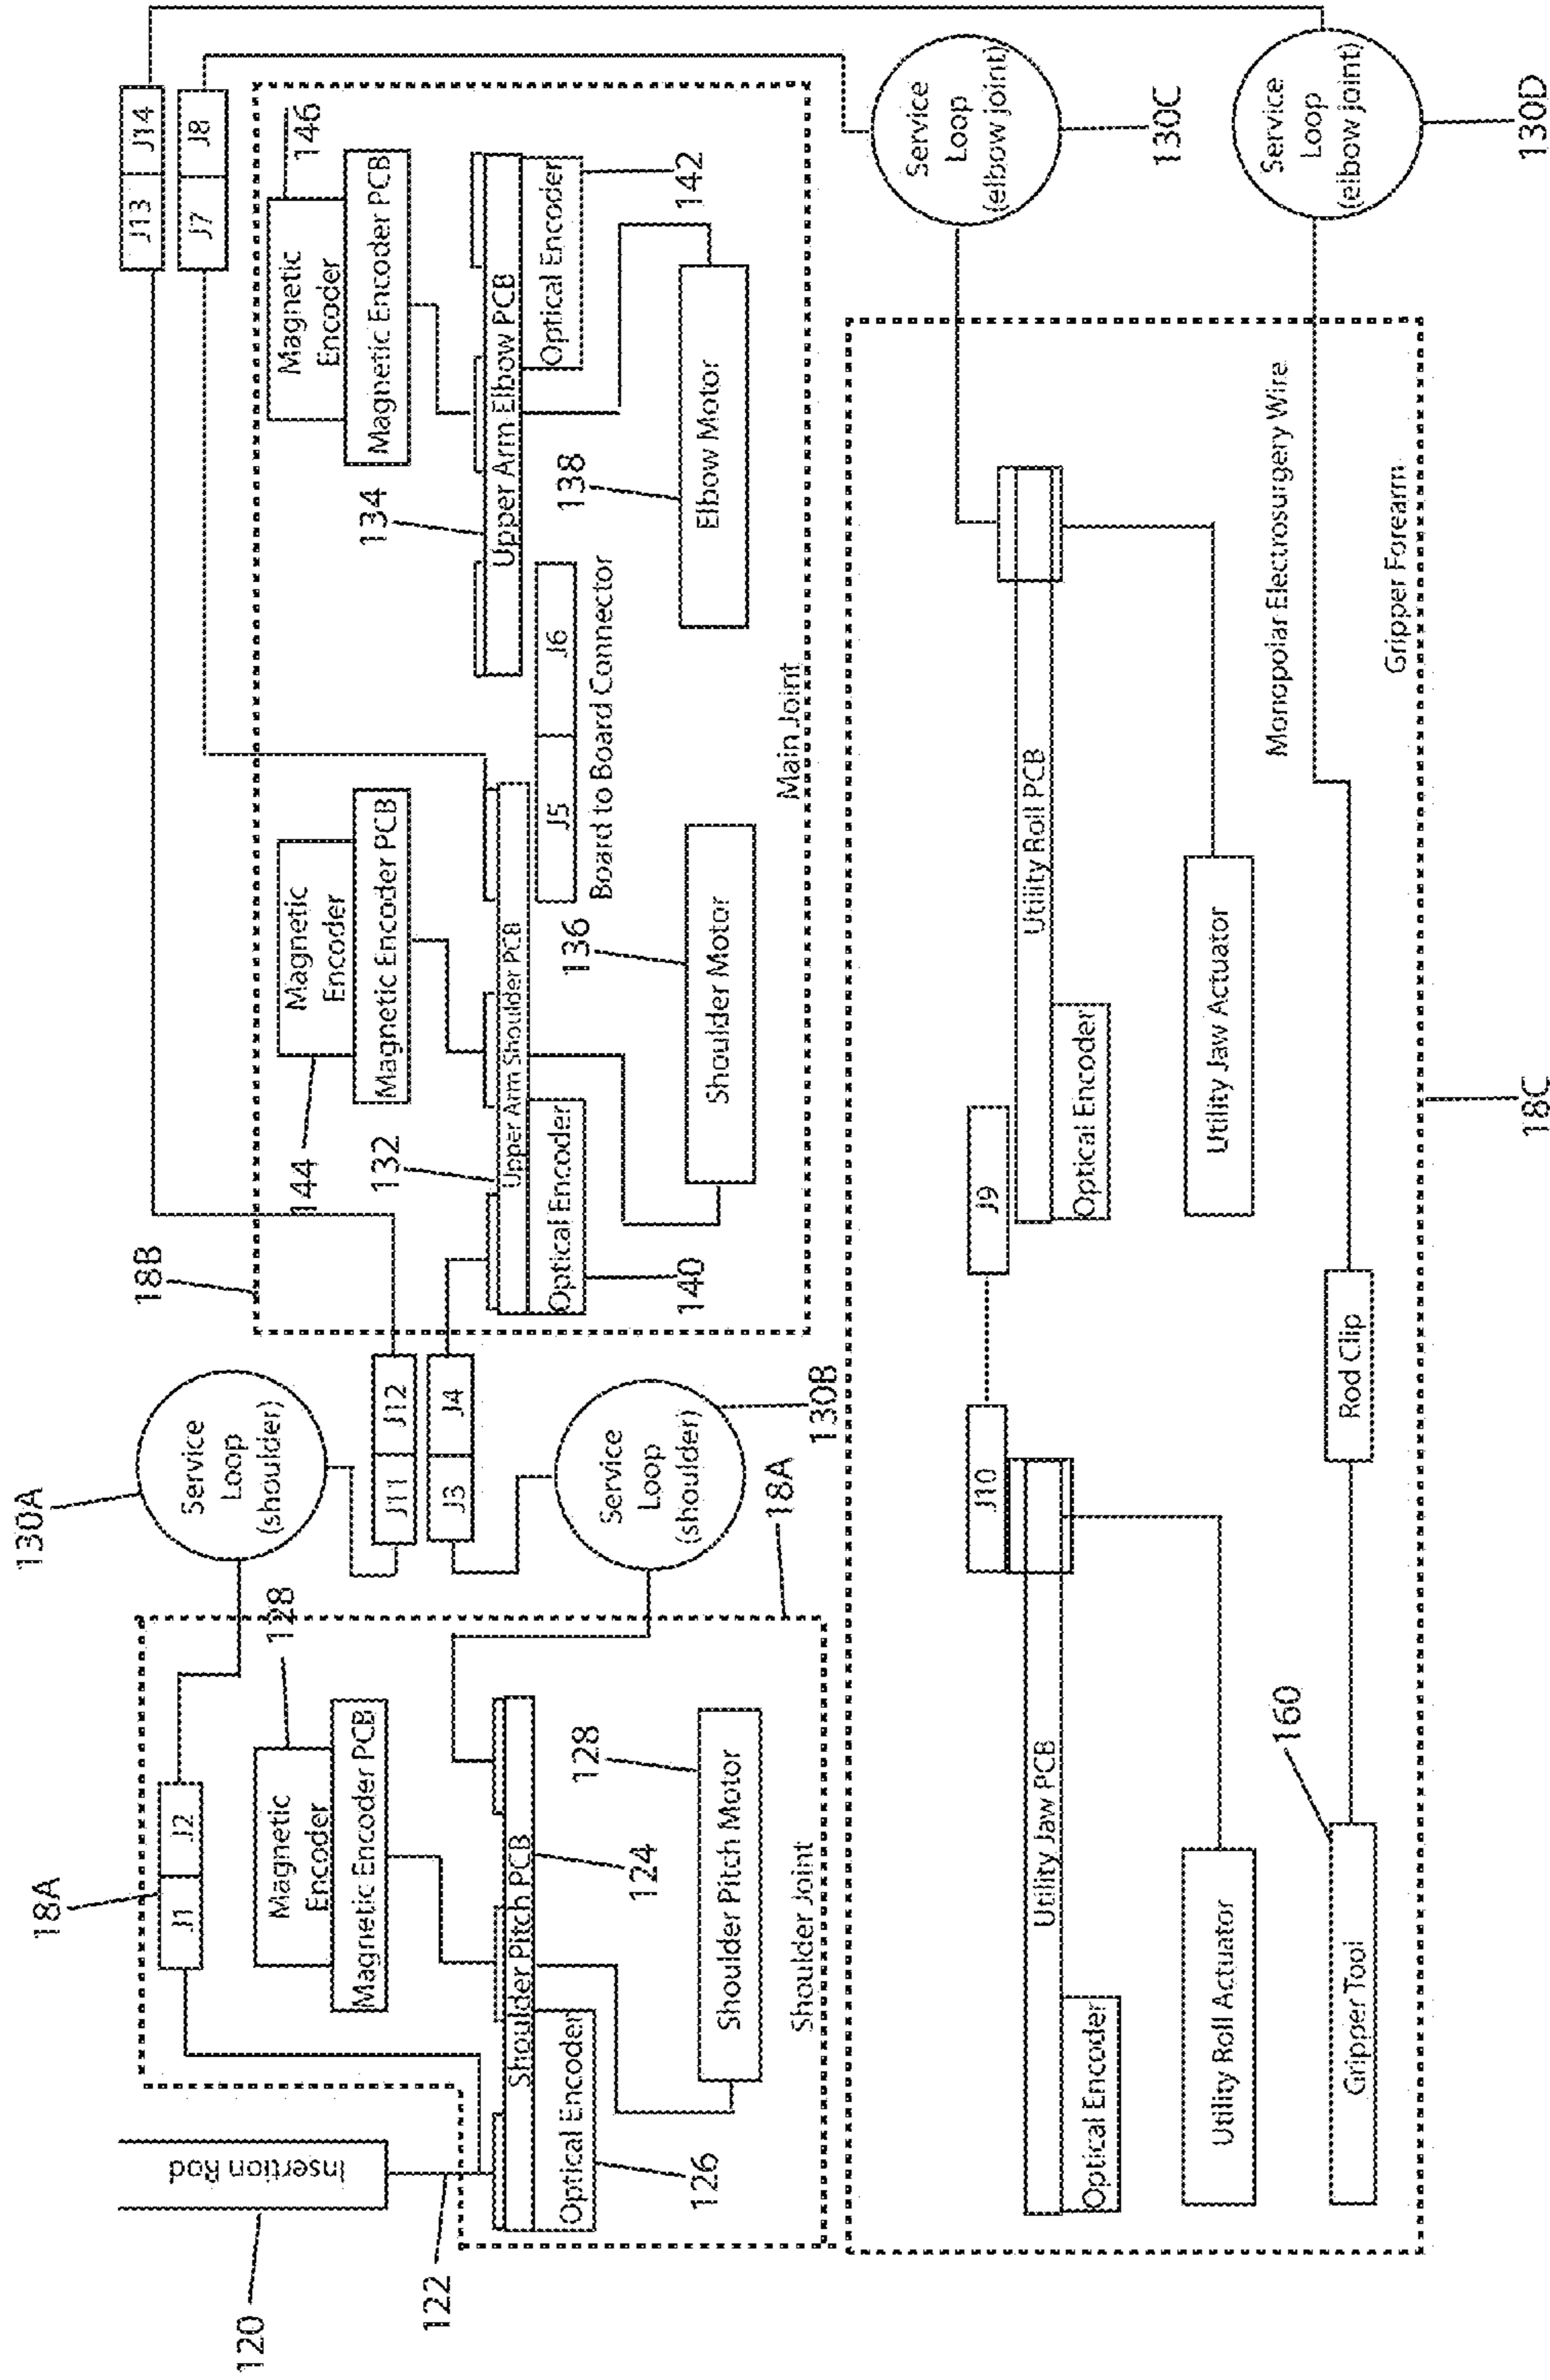 120
Insertion Rod
122
18A
J1
J2
128
Magnetic
Encoder
Magnetic Encoder PCB
Shoulder Pitch PCB
124
Optical Encoder
126
128
Shoulder Pitch Motor
Shoulder Joint
18A
130A
Service
Loop
(shoulder)
J11
J12
J3
J4
Service
Loop
(shoulder)
130B
18B
144
Magnetic
Encoder
Magnetic Encoder PCB
132
Upper Arm Shoulder PCB
Optical Encoder
140
136
Shoulder Motor
J5
J6
Board to Board Connector
Main Joint
J13
J14
J7
J8
146
Magnetic
Encoder
Magnetic Encoder PCB
134
Upper Arm Elbow PCB
Optical Encoder
142
138
Elbow Motor
Service
Loop
(elbow joint)
130C
Service
Loop
(elbow joint)
130D
J10
J9
Utility Jaw PCB
Optical Encoder
Utility Roll Actuator
Utility Roll PCB
Optical Encoder
Utility Jaw Actuator
160
Gripper Tool
Rod Clip
Monopolar Electrosurgery Wire
Gripper Forearm
18C